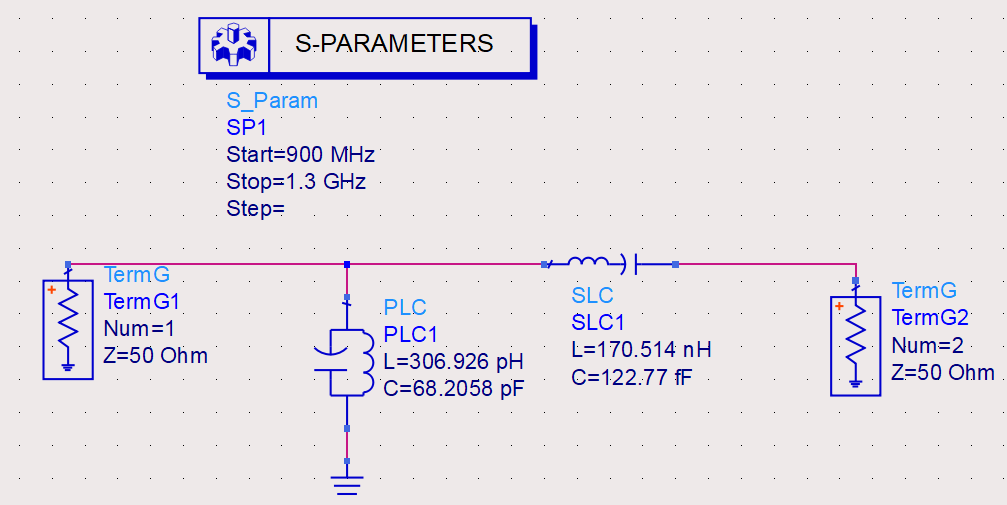 S-PARAMETERS
S_Param
SP1
Start=900 MHz
Stop=1.3 GHz
Step=
TermG
TermG1
Num=1
Z=50 Ohm
PLC
PLC1
L=306.926 pH
C=68.2058 pF
SLC
SLC1
L=170.514 nH
C=122.77 fF
TermG
TermG2
Num=2
Z=50 Ohm